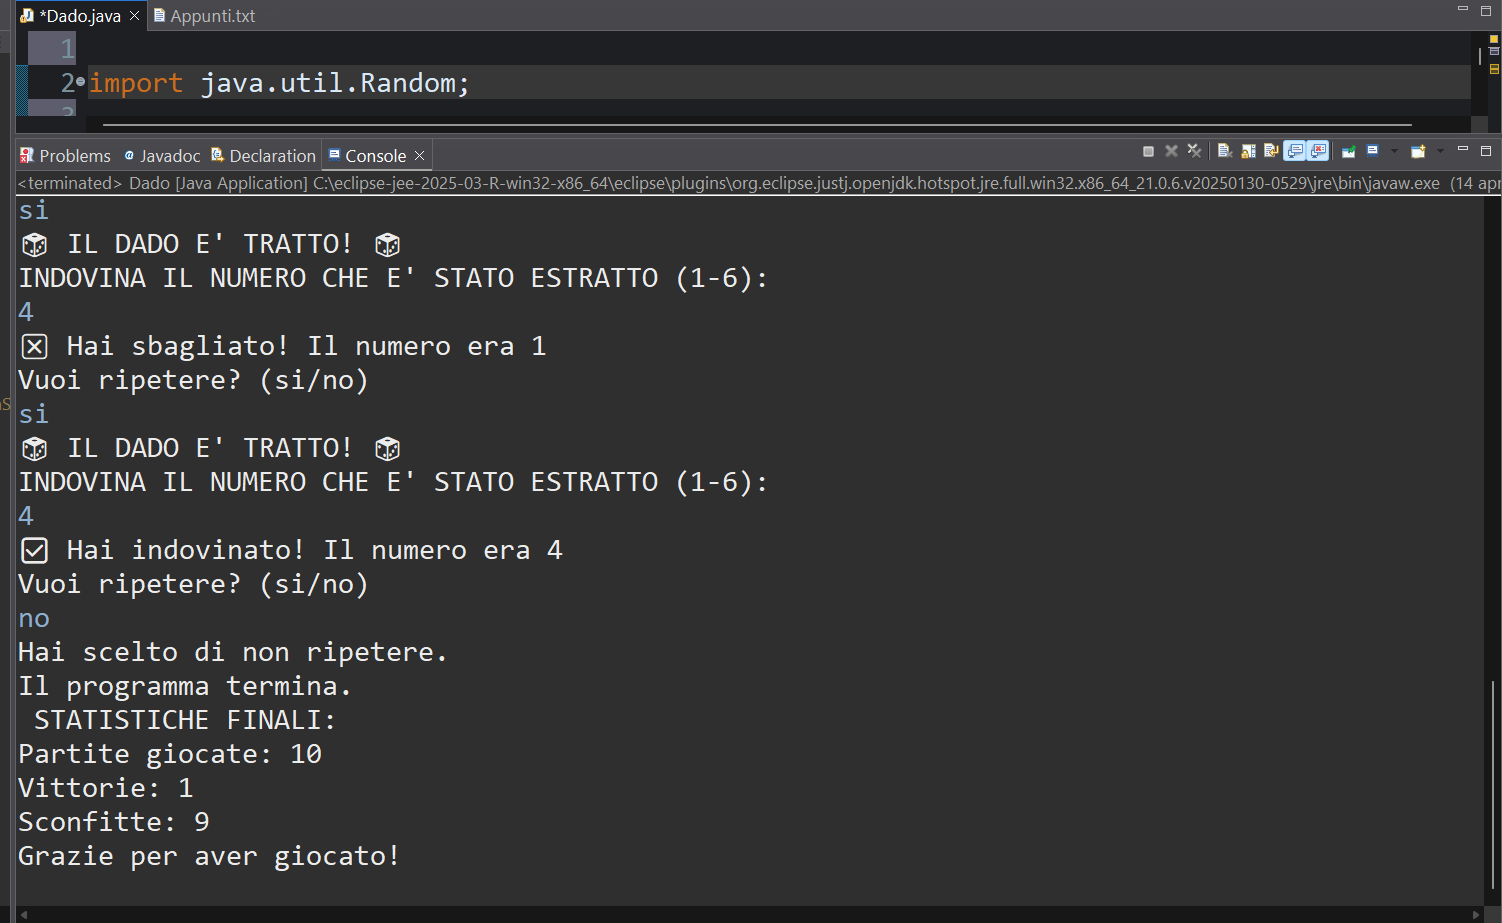 *Dado.java Appunti.txt
1
2 import java.util.Random;
3
Problems Javadoc Declaration Console
<terminated> Dado [Java Application] C:\eclipse-jee-2025-03-R-win32-x86_64\eclipse\plugins\org.eclipse.justj.openjdk.hotspot.jre.full.win32.x86_64_21.0.6.v20250130-0529\jre\bin\javaw.exe (14 apr
si
🎲 IL DADO E' TRATTO! 🎲
INDOVINA IL NUMERO CHE E' STATO ESTRATTO (1-6):
4
❎ Hai sbagliato! Il numero era 1
Vuoi ripetere? (si/no)
si
🎲 IL DADO E' TRATTO! 🎲
INDOVINA IL NUMERO CHE E' STATO ESTRATTO (1-6):
4
✅ Hai indovinato! Il numero era 4
Vuoi ripetere? (si/no)
no
Hai scelto di non ripetere.
Il programma termina.
STATISTICHE FINALI:
Partite giocate: 10
Vittorie: 1
Sconfitte: 9
Grazie per aver giocato!